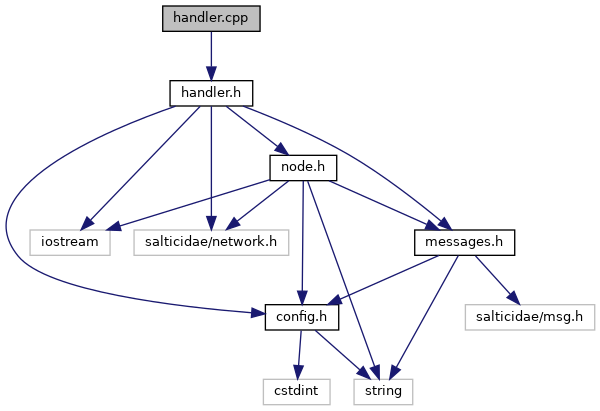 handler.cpp
handler.h
node.h
iostream
salticidae/network.h
messages.h
config.h
salticidae/msg.h
cstdint
string